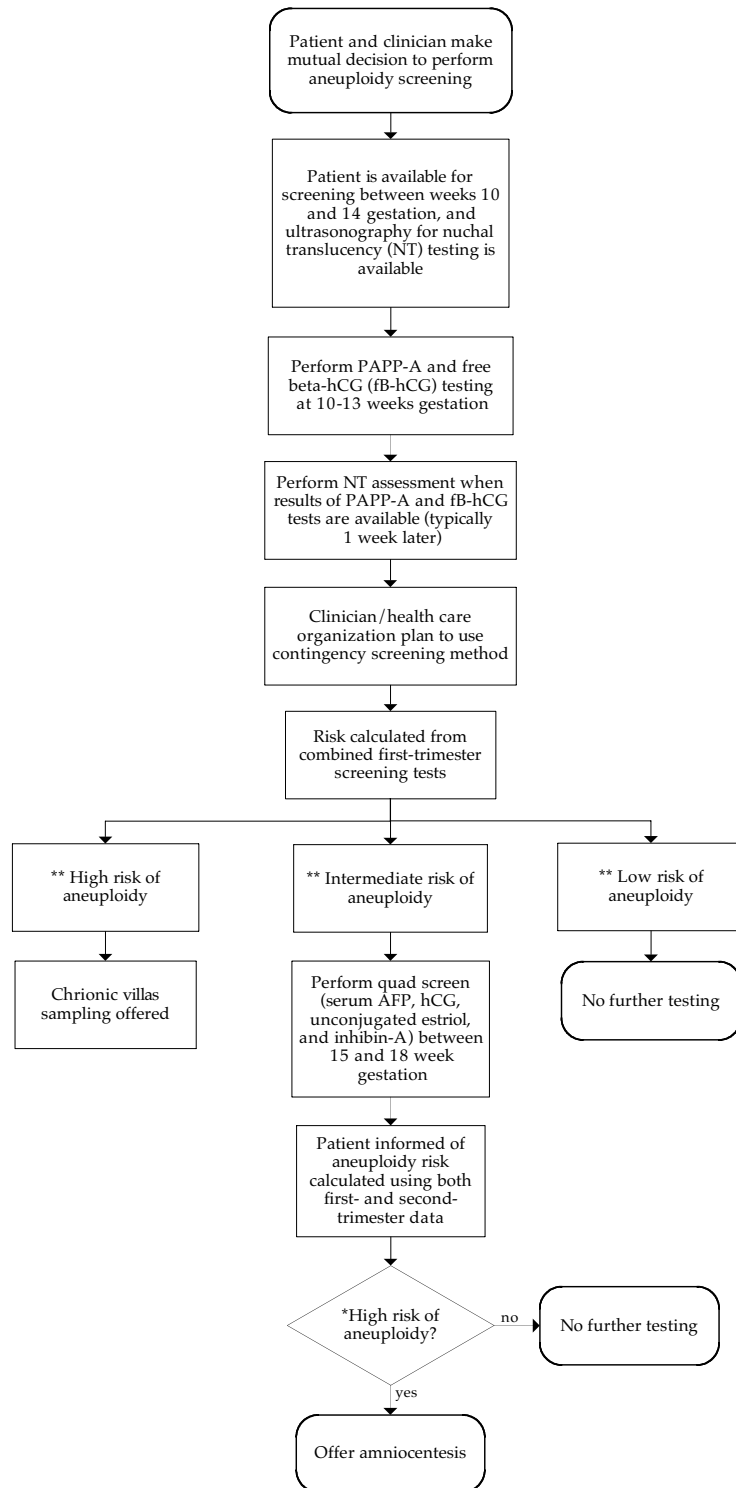 Patient and clinician make
mutual decision to perform
aneuploidy screening
Patient is available for
screening between weeks 10
and 14 gestation, and
ultrasonography for nuchal
translucency (NT) testing is
available
Perform PAPP-A and free
beta-hCG (fB-hCG) testing
at 10-13 weeks gestation
Perform NT assessment when
results of PAPP-A and fB-hCG
tests are available (typically
1 week later)
Clinician/health care
organization plan to use
contingency screening method
Risk calculated from
combined first-trimester
screening tests
** High risk of
aneuploidy
** Intermediate risk of
aneuploidy
** Low risk of
aneuploidy
Chrionic villas
sampling offered
Perform quad screen
(serum AFP, hCG,
unconjugated estriol,
and inhibin-A) between
15 and 18 week
gestation
No further testing
Patient informed of
aneuploidy risk
calculated using both
first- and second-
trimester data
*High risk of
aneuploidy?
no
No further testing
yes
Offer amniocentesis